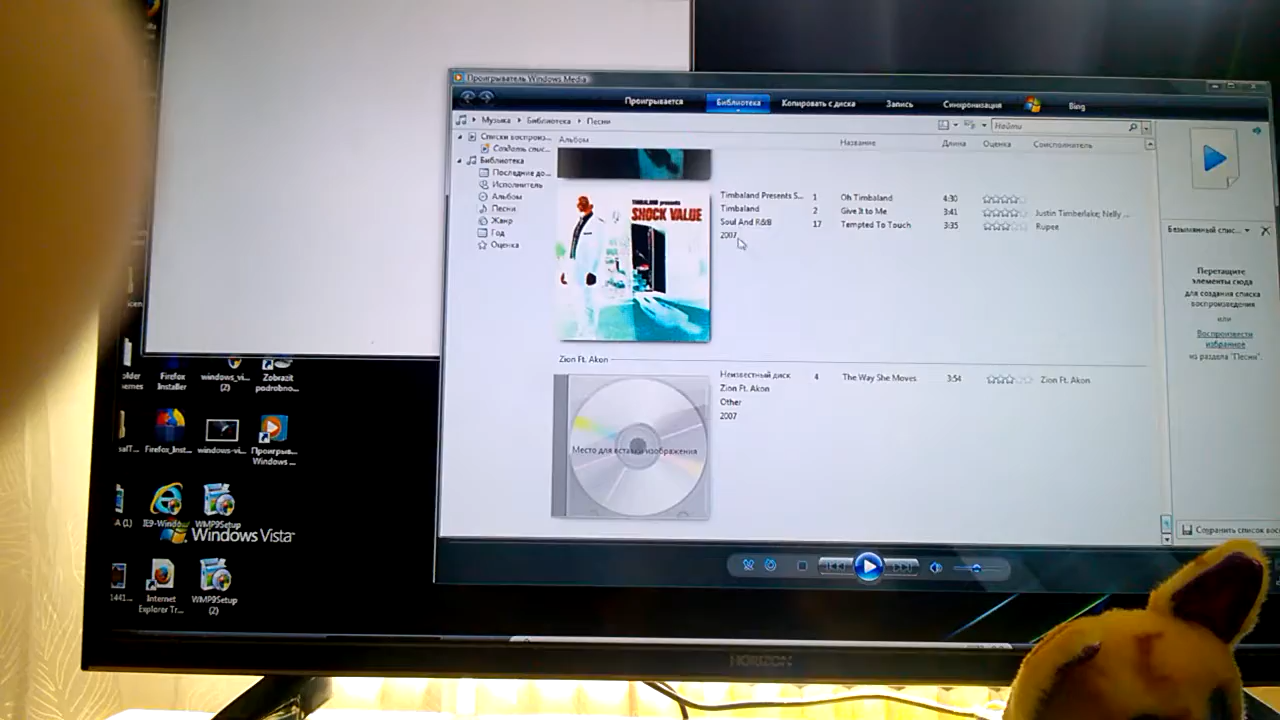 Проигрыватель Windows Media
Проигрывается
Библиотека
Копировать с диска
Запись
Синхронизация
Bing
Музыка
Библиотека
Песни
Найти
Списки воспроиз...
Создать спис...
Библиотека
Последние до...
Исполнитель
Альбом
Песни
Жанр
Год
Оценка
Альбом
Название
Длина
Оценка
Соисполнитель
TIMBALAND presents
SHOCK VALUE
Timbaland Presents S... 1 Oh Timbaland 4:30
Timbaland 2 Give It to Me 3:41 Justin Timberlake; Nelly ...
Soul And R&B 17 Tempted To Touch 3:35 Rupee
2007
Zion Ft. Akon
Неизвестный диск 4 The Way She Moves 3:54 Zion Ft. Akon
Zion Ft. Akon
Other
2007
Место для вставки изображения
Безымянный спис...
Перетащите
элементы сюда
для создания списка
воспроизведения
или
Воспроизвести
избранное
из раздела "Песни".
Сохранить список вос
Firefox
Installer
windows_vi...
(2)
Zobrazit
podrobno...
Firefox_Inst...
windows-vi...
Проигрыв...
Windows ...
A (1)
IE9-Windo
WMP9Setup
Windows Vista
1441...
Internet
Explorer Tr...
WMP9Setup
(2)
HORIZON